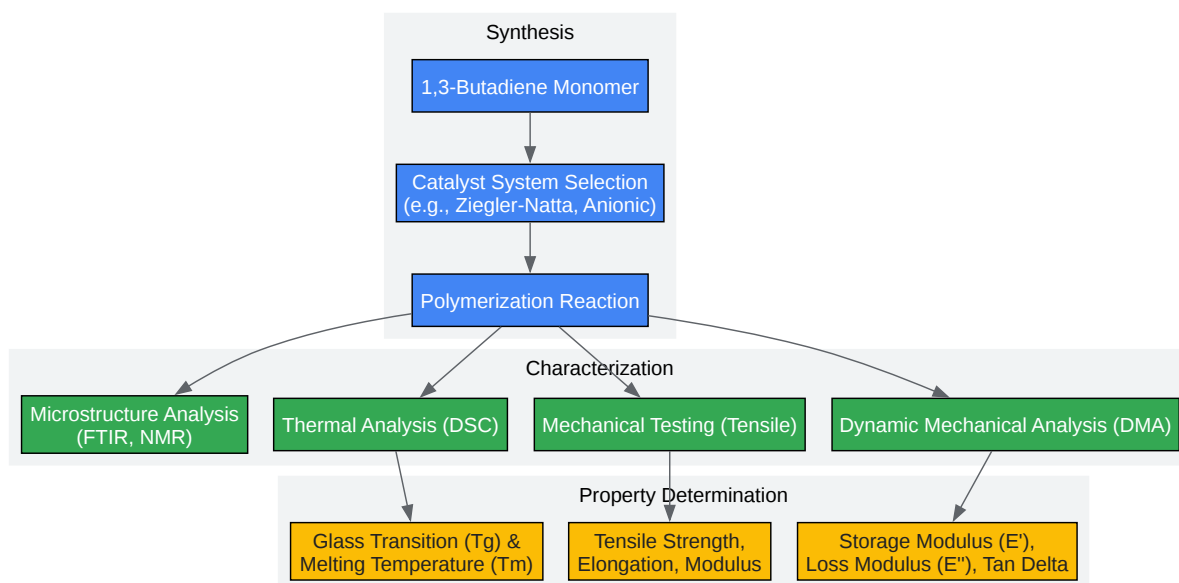 Synthesis
1,3-Butadiene Monomer
Catalyst System Selection
(e.g., Ziegler-Natta, Anionic)
Polymerization Reaction
Characterization
Microstructure Analysis
(FTIR, NMR)
Thermal Analysis (DSC)
Mechanical Testing (Tensile)
Dynamic Mechanical Analysis (DMA)
Property Determination
Glass Transition (Tg) &
Melting Temperature (Tm)
Tensile Strength,
Elongation, Modulus
Storage Modulus (E'),
Loss Modulus (E''), Tan Delta